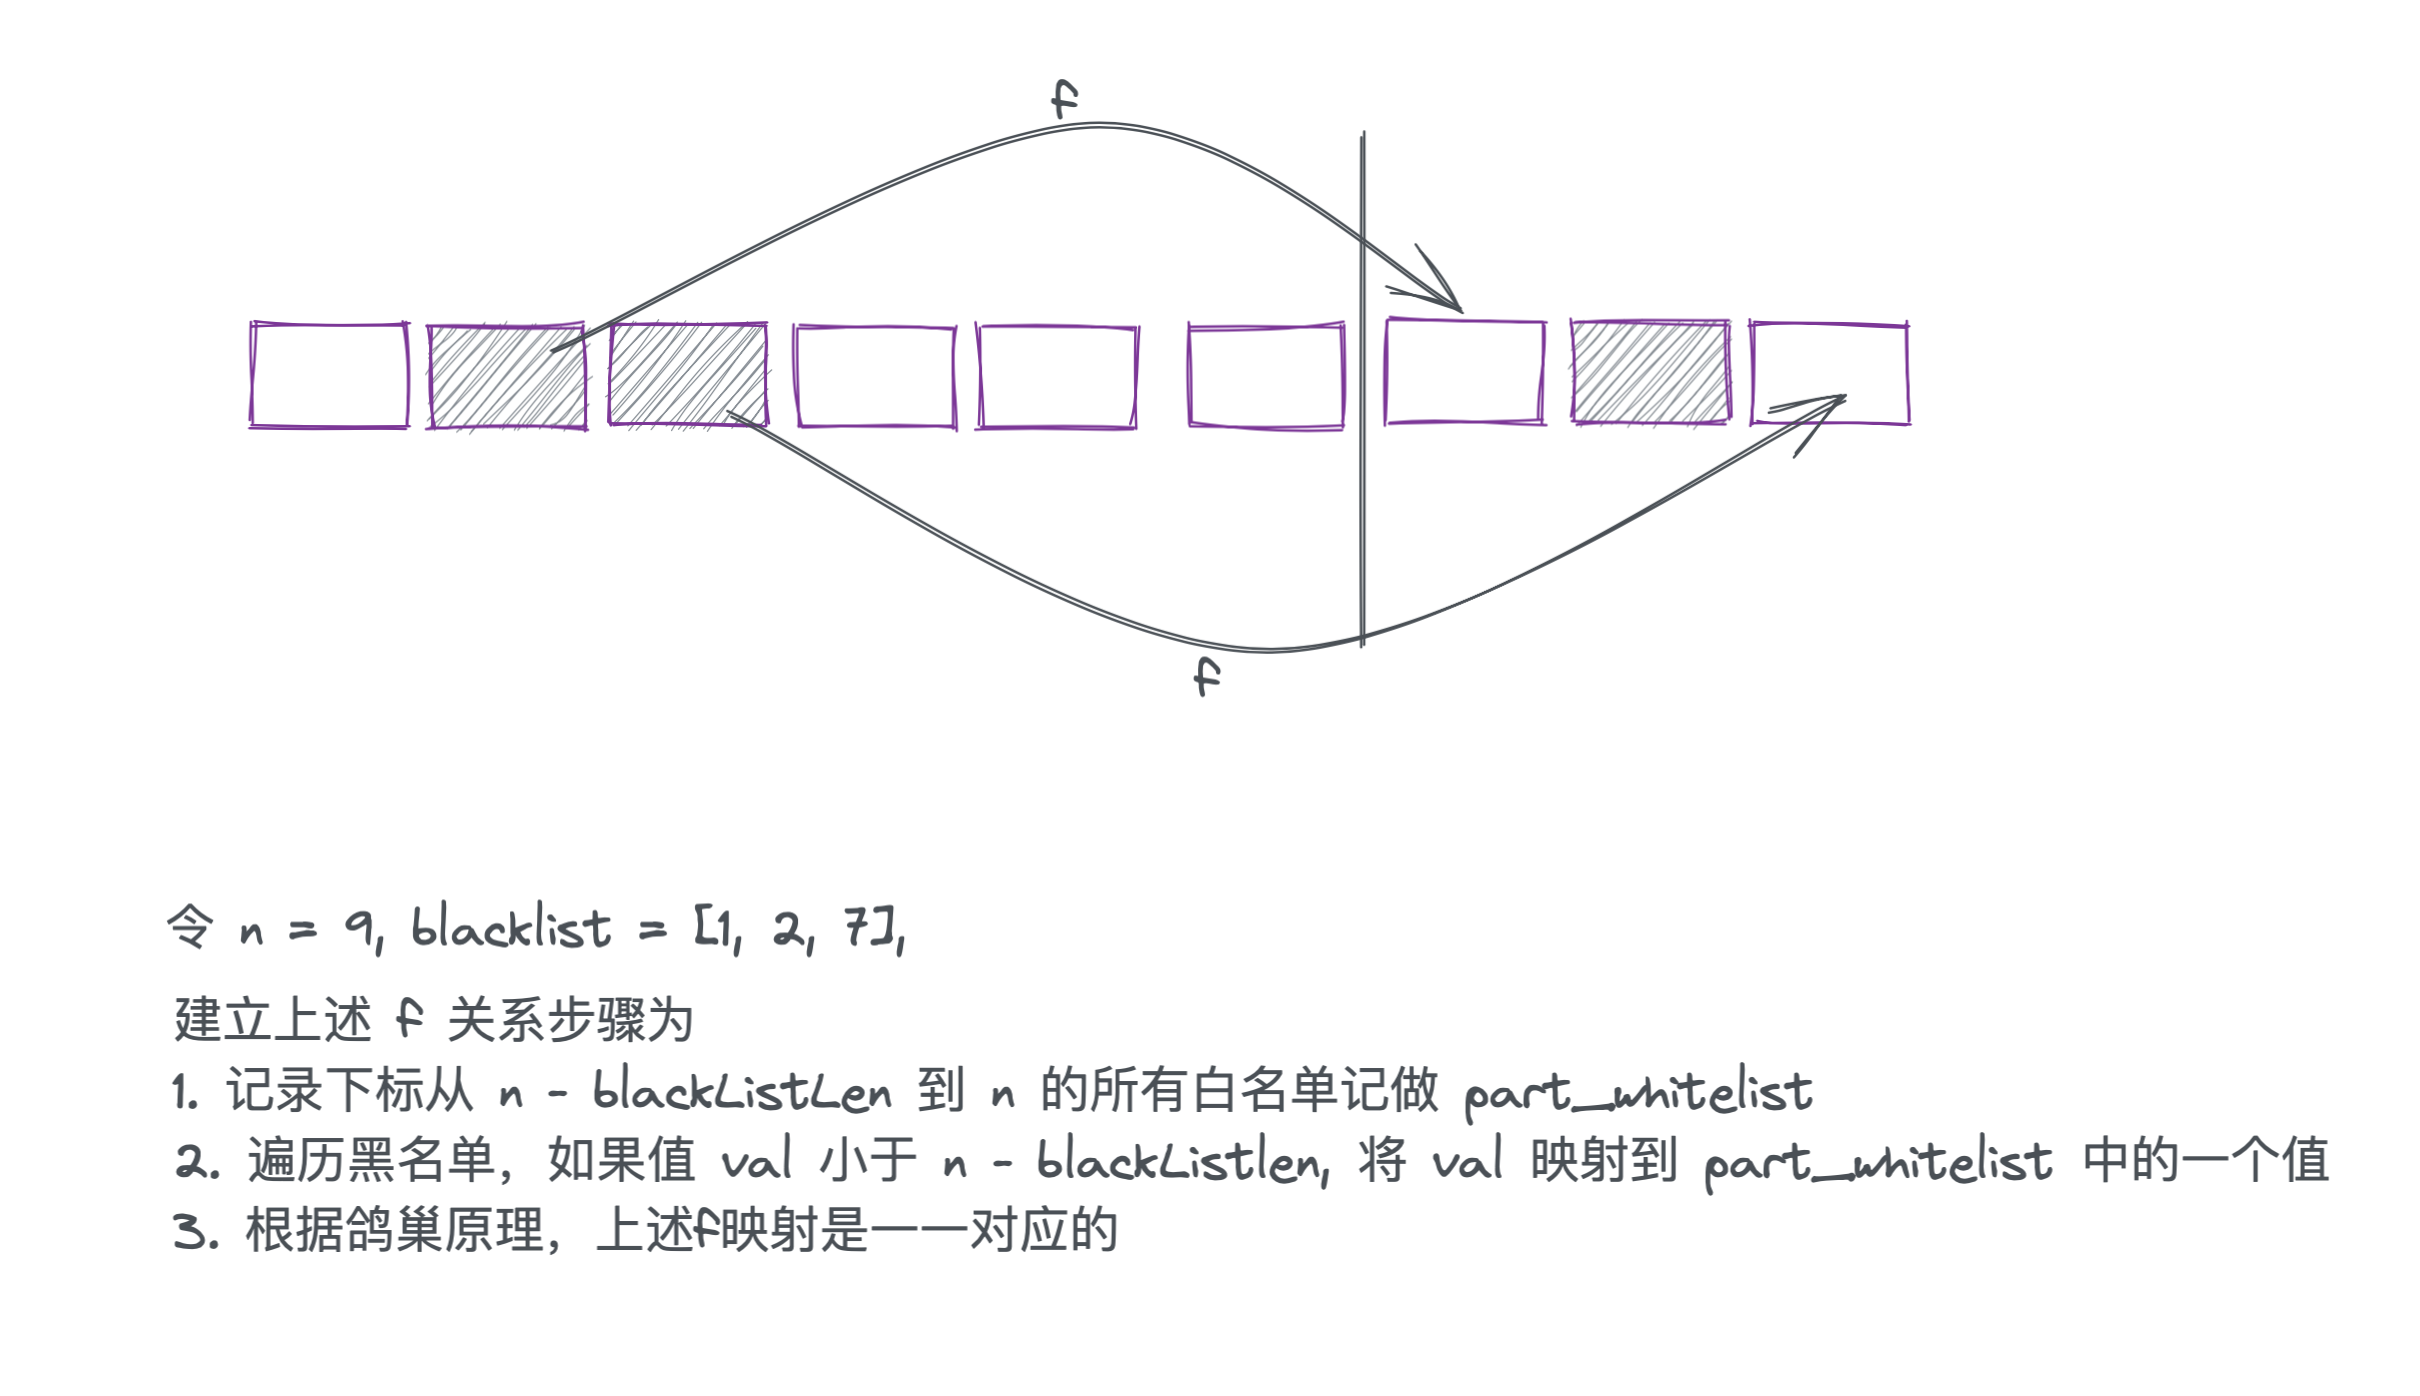 f
f
令 n = 9, blacklist = [1, 2, 7],
建立上述 f 关系步骤为
1. 记录下标从 n - blackListLen 到 n 的所有白名单记做 part_whitelist
2. 遍历黑名单，如果值 val 小于 n - blackListlen, 将 val 映射到 part_whitelist 中的一个值
3. 根据鸽巢原理，上述f映射是一一对应的